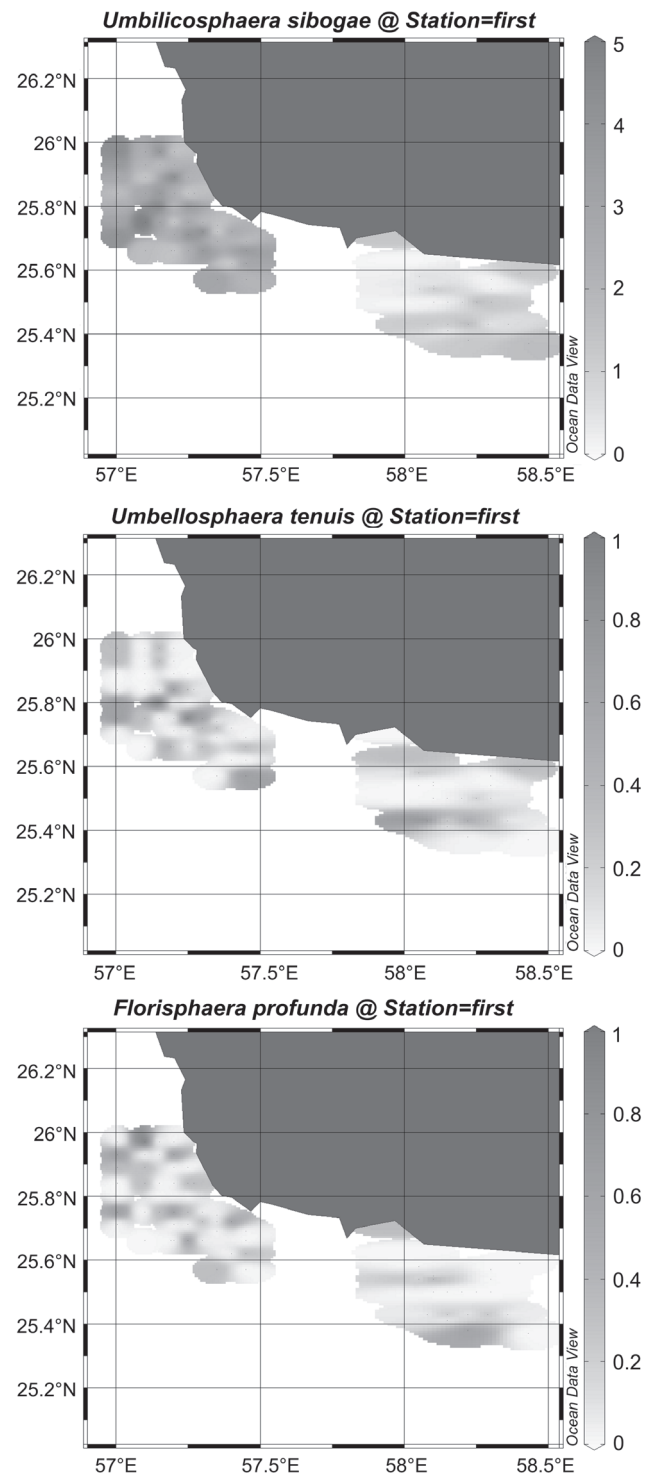 Umbilicosphaera sibogae @ Station=first
26.2°N
26°N
25.8°N
25.6°N
25.4°N
25.2°N
57°E
57.5°E
58°E
58.5°E
Ocean Data View
5
4
3
2
1
0
Umbellosphaera tenuis @ Station=first
26.2°N
26°N
25.8°N
25.6°N
25.4°N
25.2°N
57°E
57.5°E
58°E
58.5°E
Ocean Data View
1
0.8
0.6
0.4
0.2
0
Florisphaera profunda @ Station=first
26.2°N
26°N
25.8°N
25.6°N
25.4°N
25.2°N
57°E
57.5°E
58°E
58.5°E
Ocean Data View
1
0.8
0.6
0.4
0.2
0